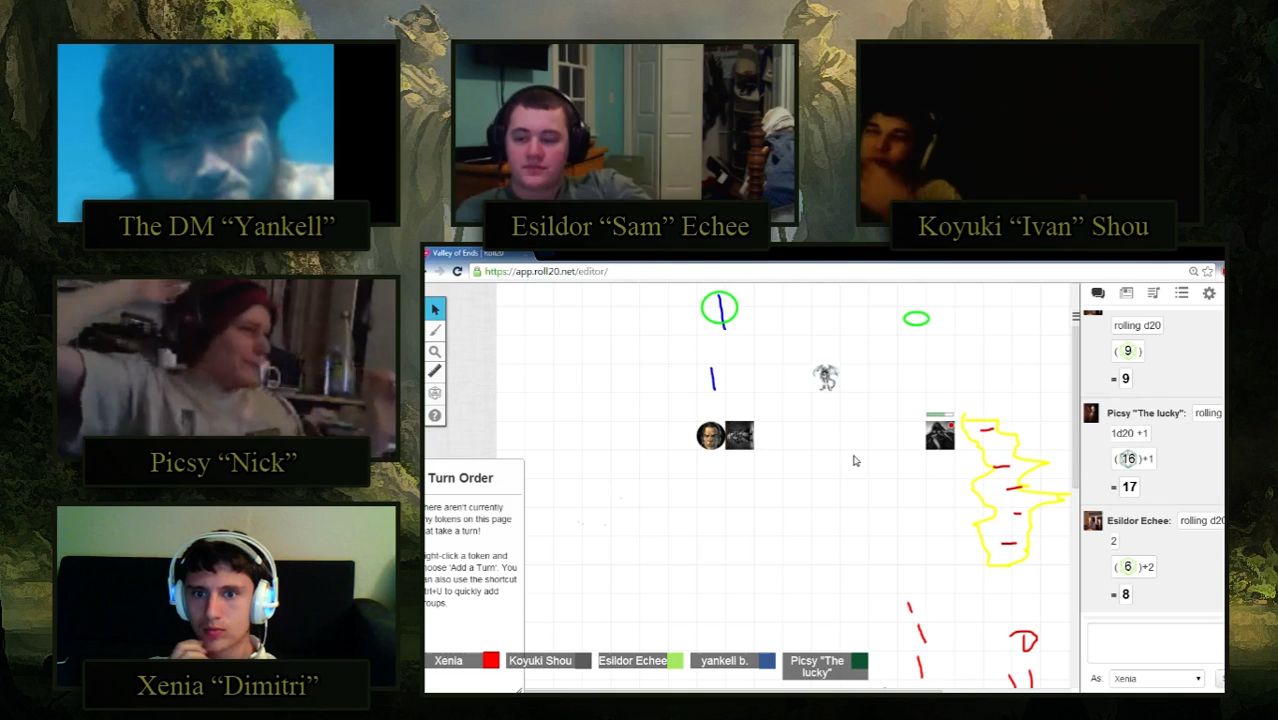 The DM “Yankell”
Esildor “Sam” Echee
Koyuki “Ivan” Shou
Picsy “Nick”
Xenia “Dimitri”
Valley of Ends | Roll20
https://app.roll20.net/editor/
Turn Order
here aren't currently
ny tokens on this page
at take a turn!
ight-click a token and
hoose 'Add a Turn'. You
an also use the shortcut
trl+U to quickly add
roups.
Xenia
Koyuki Shou
Esildor Echee
yankell b.
Picsy "The
lucky"
D
rolling d20
( 9 )
= 9
Picsy "The lucky": rolling
1d20 +1
( 16 )+1
= 17
Esildor Echee: rolling d20
2
( 6 )+2
= 8
As: Xenia